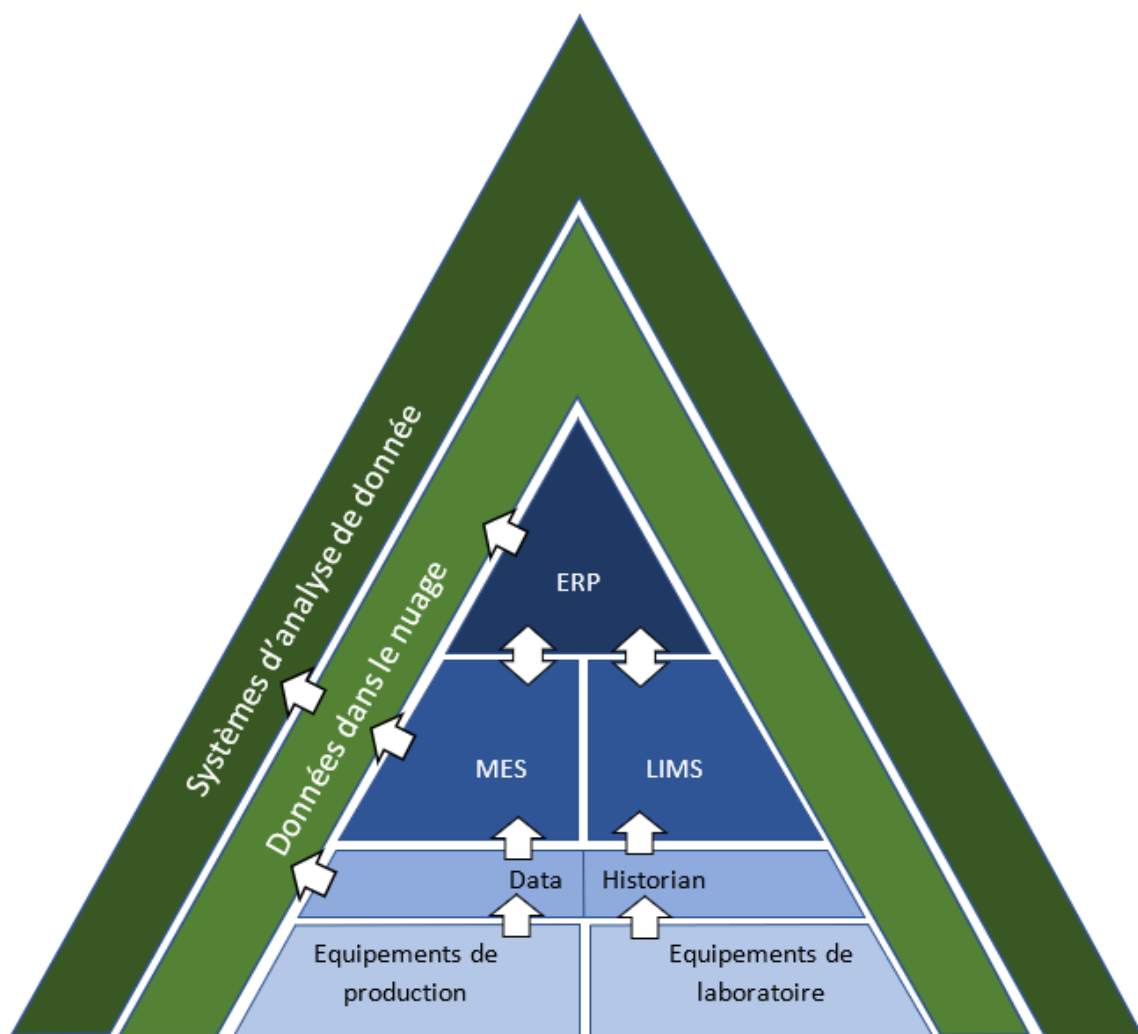 Systèmes d'analyse de donnée
Données dans le nuage
ERP
MES
LIMS
Data
Historian
Equipements de
production
Equipements de
laboratoire